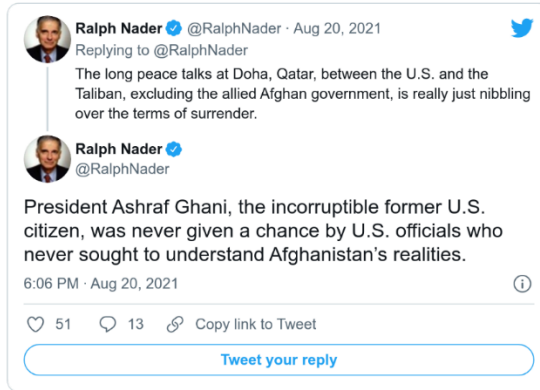 Ralph Nader @RalphNader · Aug 20, 2021
Replying to @RalphNader
The long peace talks at Doha, Qatar, between the U.S. and the
Taliban, excluding the allied Afghan government, is really just nibbling
over the terms of surrender.
Ralph Nader
@RalphNader
President Ashraf Ghani, the incorruptible former U.S.
citizen, was never given a chance by U.S. officials who
never sought to understand Afghanistan’s realities.
6:06 PM · Aug 20, 2021
51 13 Copy link to Tweet
Tweet your reply